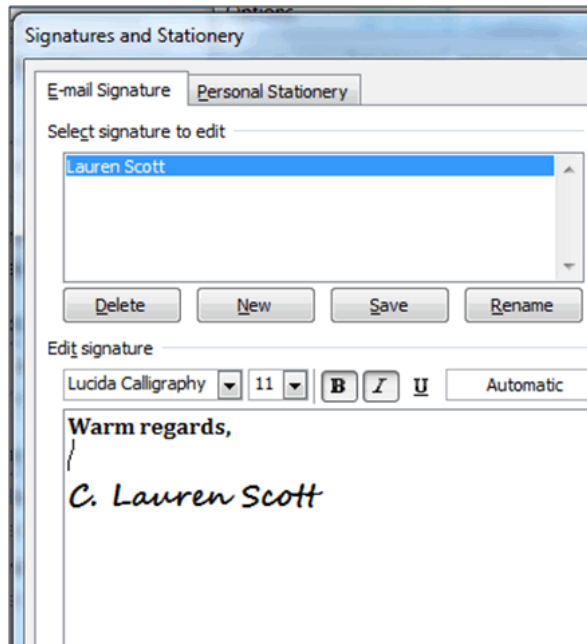 Options
Signatures and Stationery
E-mail Signature Personal Stationery
Select signature to edit
Lauren Scott
Delete New Save Rename
Edit signature
Lucida Calligraphy 11 B I U Automatic
Warm regards,
C. Lauren Scott